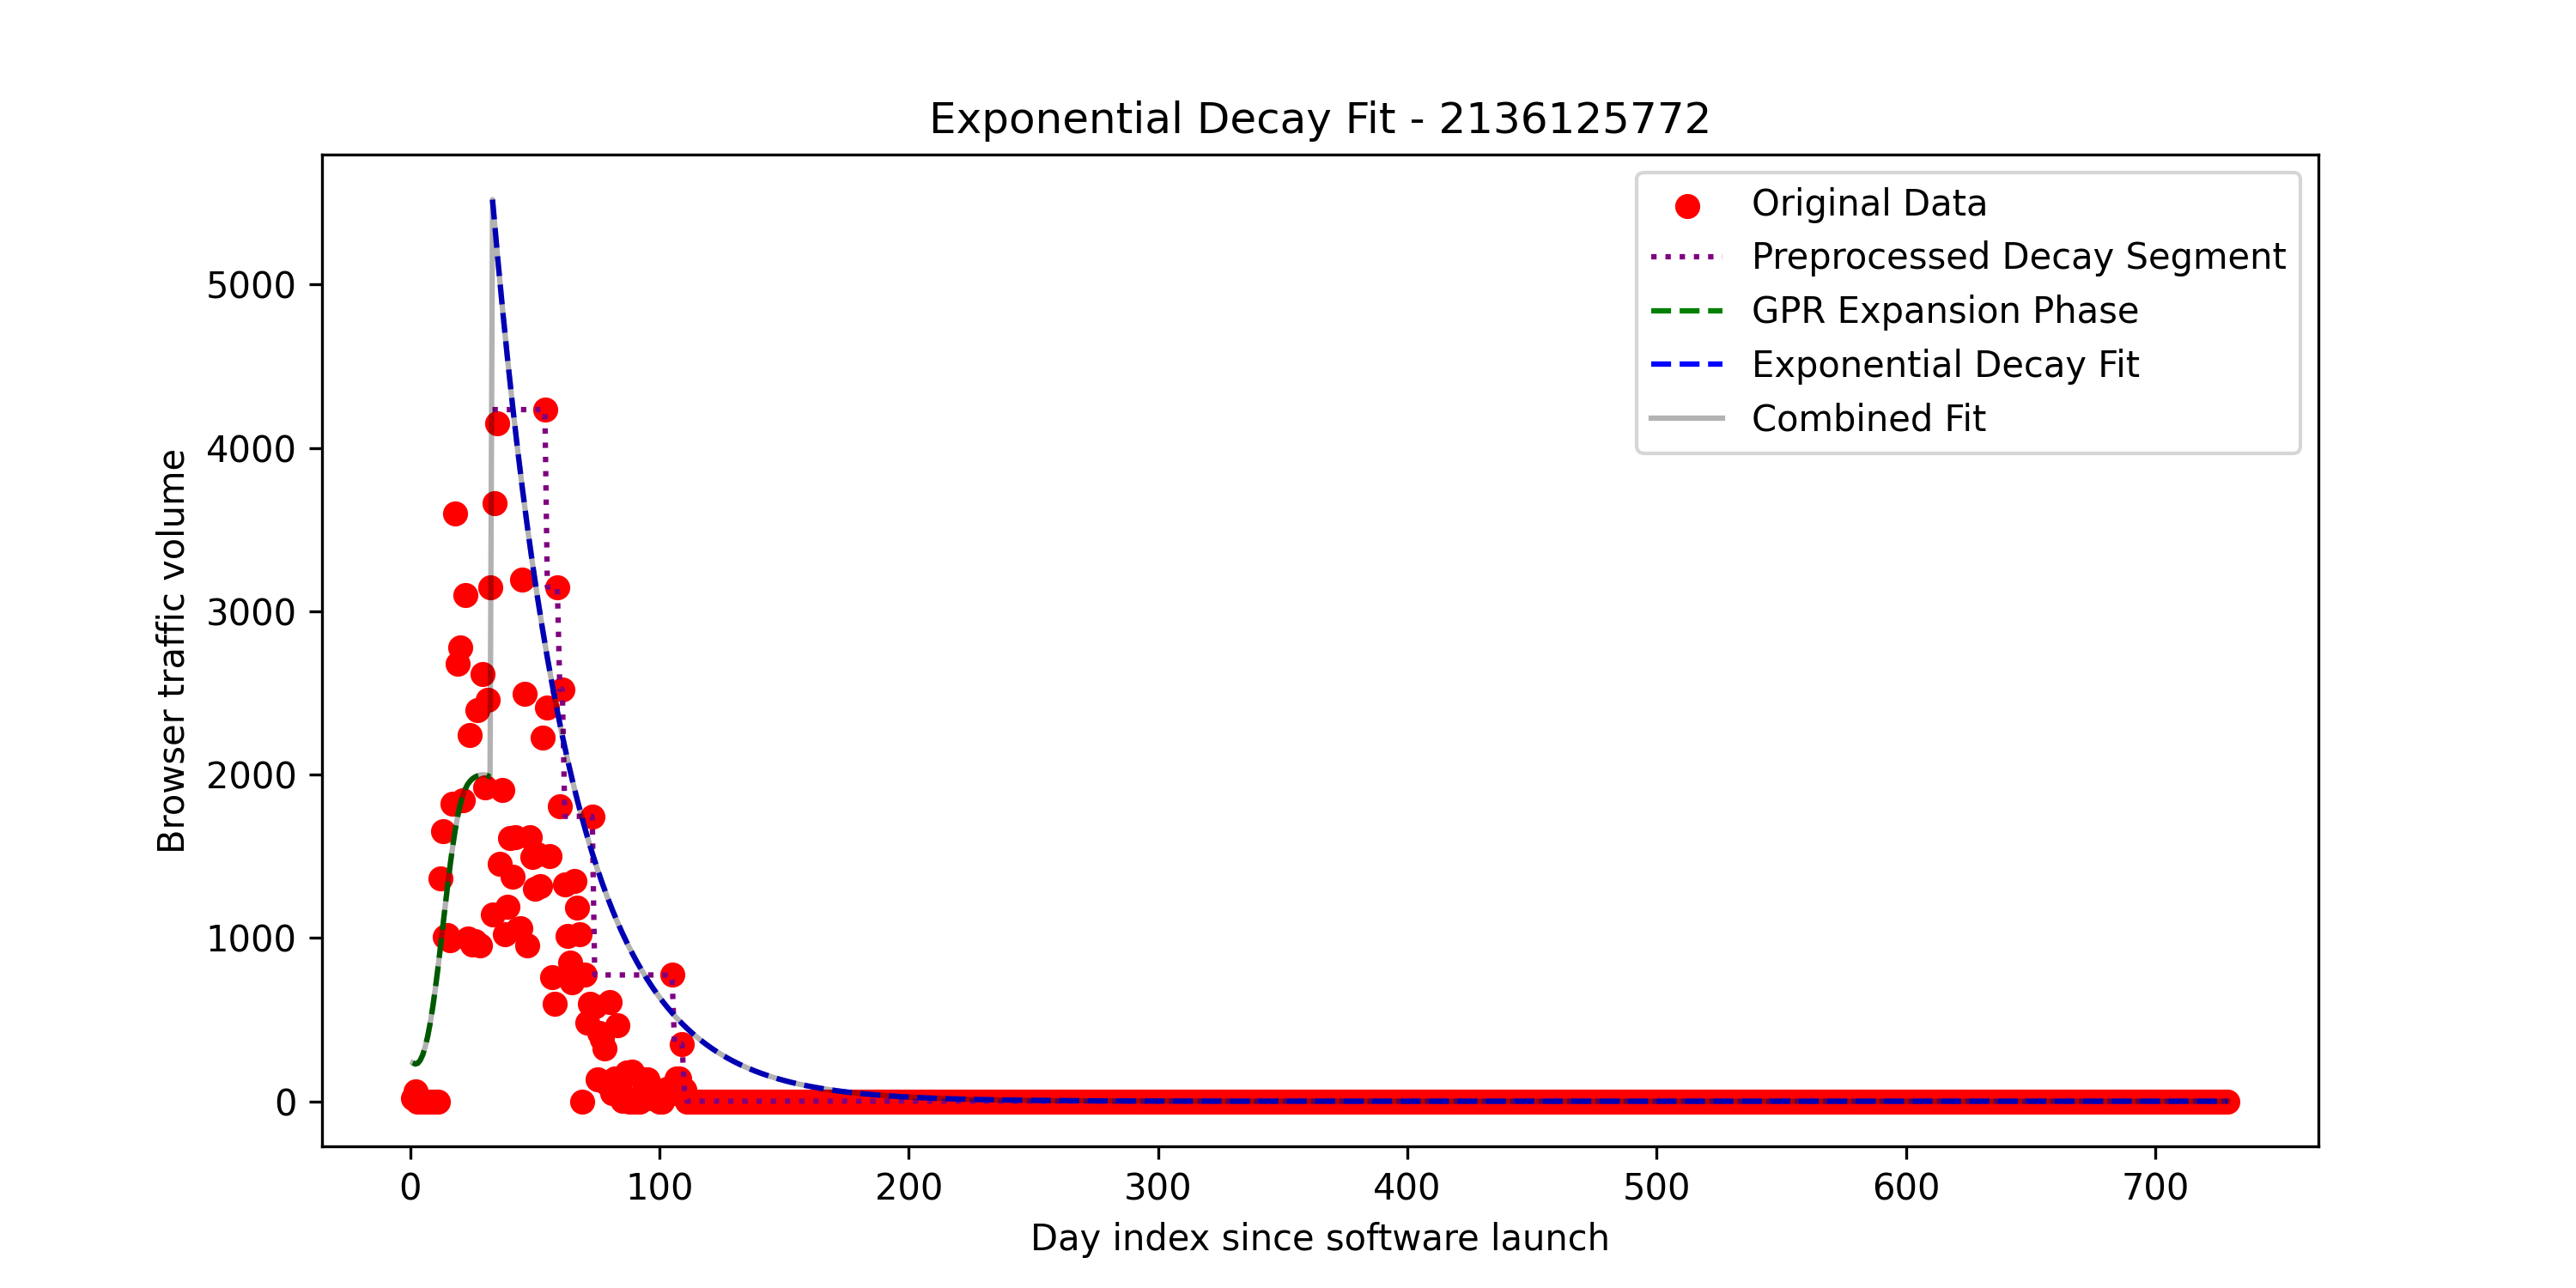 Exponential Decay Fit - 2136125772
Original Data
Preprocessed Decay Segment
GPR Expansion Phase
Exponential Decay Fit
Combined Fit
Browser traffic volume
5000
4000
3000
2000
1000
0
0 100 200 300 400 500 600 700
Day index since software launch